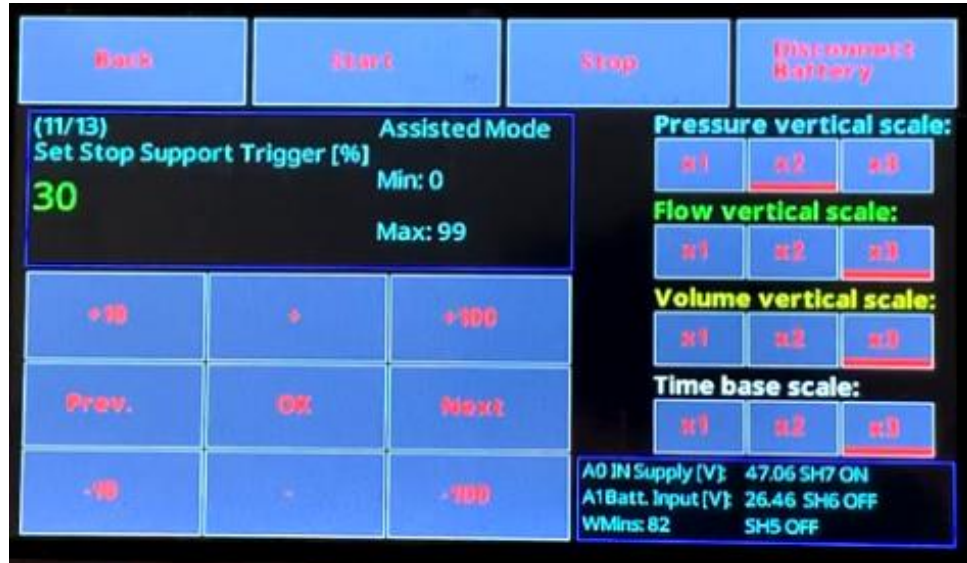 Back
Start
Stop
Disconnect
Battery
(11/13)
Assisted Mode
Set Stop Support Trigger [%]
30
Min: 0
Max: 99
+10
+
+100
Prev.
OK
Next
-10
-
-100
Pressure vertical scale:
x1
x2
x3
Flow vertical scale:
x1
x2
x3
Volume vertical scale:
x1
x2
x3
Time base scale:
x1
x2
x3
A0 IN Supply [V]: 47.06 SH7 ON
A1 Batt. Input [V]: 26.46 SH6 OFF
WMins: 82 SH5 OFF